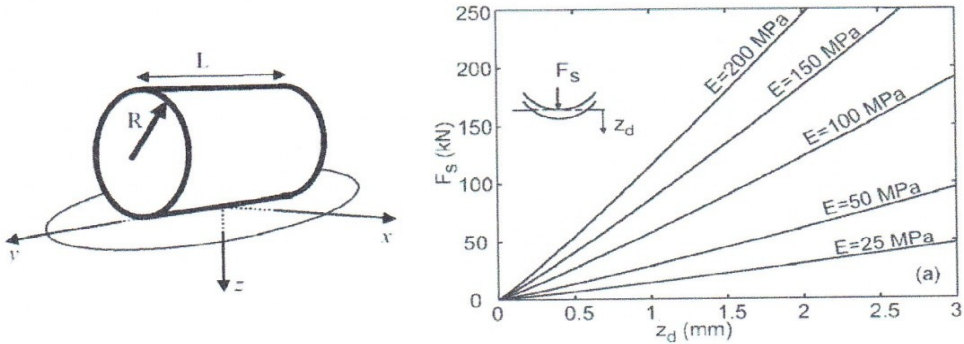 L
R
y
x
z
250
200
150
100
50
0
F_s (kN)
F_s
z_d
E=200 MPa
E=150 MPa
E=100 MPa
E=50 MPa
E=25 MPa
(a)
0 0.5 1 1.5 2 2.5 3
z_d (mm)